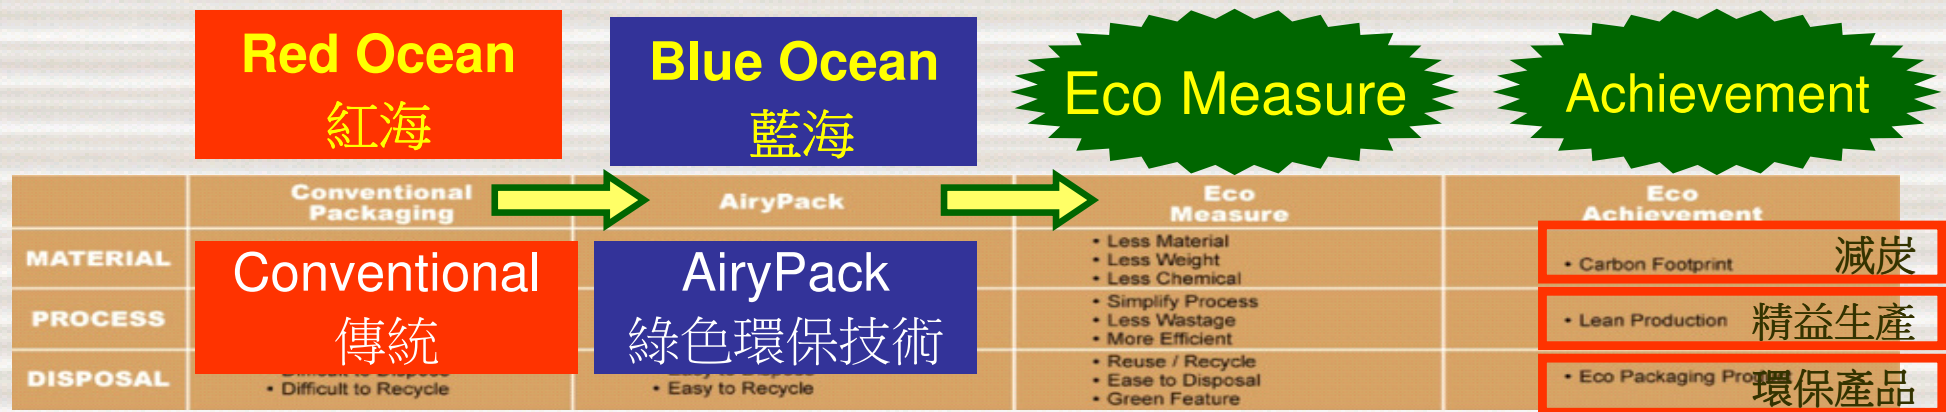 Red Ocean
紅海
Blue Ocean
藍海
Eco Measure
Achievement
Conventional
Packaging
AiryPack
Eco
Measure
Eco
Achievement
MATERIAL
Conventional
傳統
AiryPack
綠色環保技術
• Less Material
• Less Weight
• Less Chemical
• Carbon Footprint
減炭
PROCESS
• Simplify Process
• Less Wastage
• More Efficient
• Lean Production
精益生產
DISPOSAL
• Difficult to Recycle
• Easy to Recycle
• Reuse / Recycle
• Ease to Disposal
• Green Feature
• Eco Packaging
環保產品